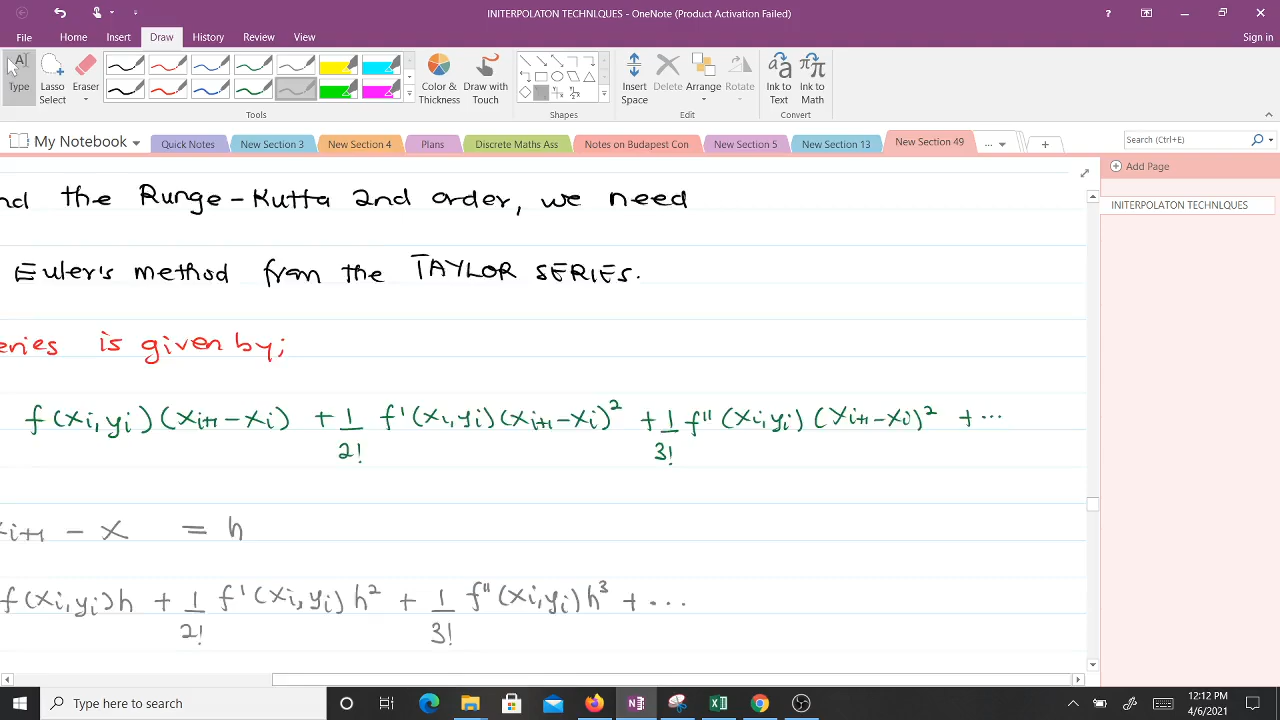 INITERPOLATON TECHNLQUES - OneNote (Product Activation Failed)
File Home Insert Draw History Review View
Sign in
Type
Lasso Select
Eraser
Color & Thickness
Draw with Touch
Insert Space
Delete
Arrange
Rotate
Ink to Text
Ink to Math
Tools Shapes Edit Convert
My Notebook Quick Notes New Section 3 New Section 4 Plans Discrete Maths Ass Notes on Budapest Con New Section 5 New Section 13 New Section 49 ... Search (Ctrl+E)
Add Page
INTERPOLATON TECHNLQUES
nd the Runge-Kutta 2nd order, we need
Euler's method from the TAYLOR SERIES.
eries is given by;
f(xi,yi)(xi+1-xi) + 1/2! f'(xi,yi)(xi+1-xi)² + 1/3! f''(xi,yi)(xi+1-xi)² + ...
xi+1 - x = h
f(xi,yi)h + 1/2! f'(xi,yi)h² + 1/3! f''(xi,yi)h³ + ...
Type here to search
12:12 PM
4/6/2021